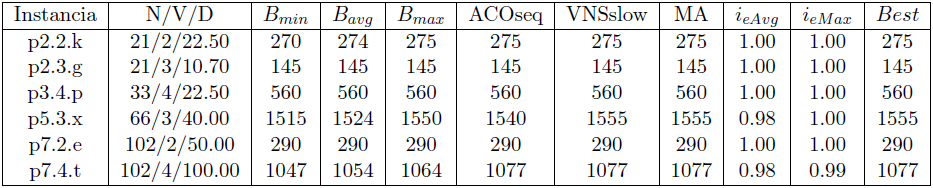 Instancia N/V/D Bmin Bavg Bmax ACOseq VNSslow MA ieAvg ieMax Best
p2.2.k 21/2/22.50 270 274 275 275 275 275 1.00 1.00 275
p2.3.g 21/3/10.70 145 145 145 145 145 145 1.00 1.00 145
p3.4.p 33/4/22.50 560 560 560 560 560 560 1.00 1.00 560
p5.3.x 66/3/40.00 1515 1524 1550 1540 1555 1555 0.98 1.00 1555
p7.2.e 102/2/50.00 290 290 290 290 290 290 1.00 1.00 290
p7.4.t 102/4/100.00 1047 1054 1064 1077 1077 1077 0.98 0.99 1077